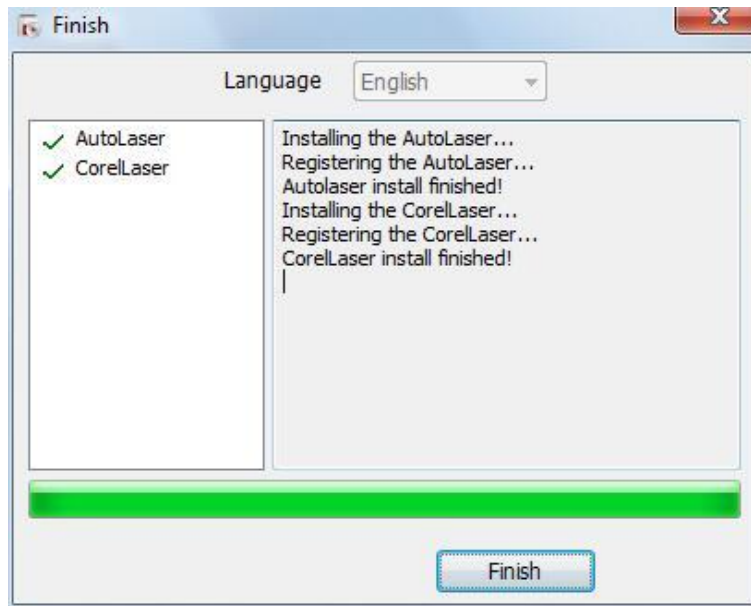 Finish
Language English
AutoLaser
CorelLaser
Installing the AutoLaser...
Registering the AutoLaser...
Autolaser install finished!
Installing the CorelLaser...
Registering the CorelLaser...
CorelLaser install finished!
Finish